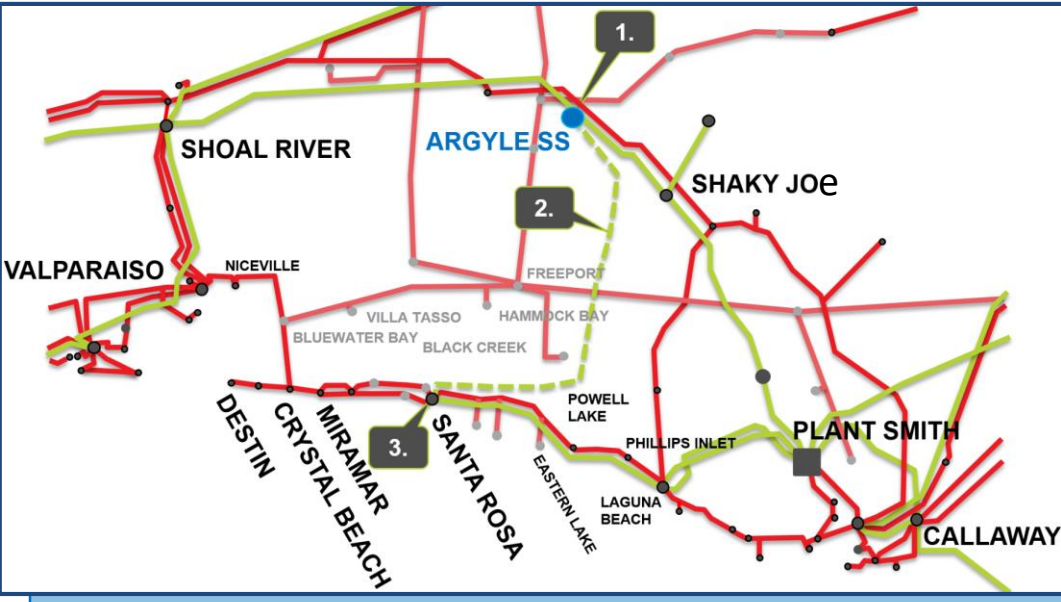 1.
SHOAL RIVER
ARGYLE SS
SHAKY JOe
2.
VALPARAISO
NICEVILLE
FREEPORT
VILLA TASSO
HAMMOCK BAY
BLUEWATER BAY
BLACK CREEK
POWELL
LAKE
DESTIN
CRYSTAL BEACH
MIRAMAR
3.
SANTA ROSA
EASTERN LAKE
PHILLIPS INLET
PLANT SMITH
LAGUNA
BEACH
CALLAWAY